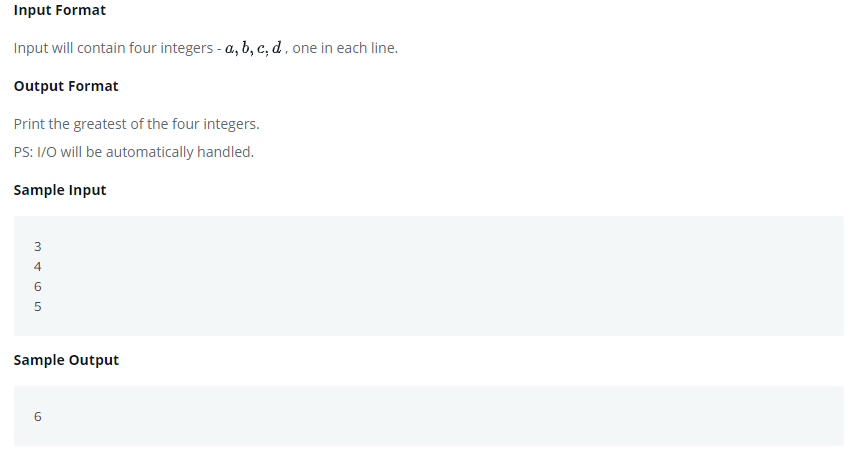 Input Format
Input will contain four integers - a, b, c, d , one in each line.
Output Format
Print the greatest of the four integers.
PS: I/O will be automatically handled.
Sample Input
3
4
6
5
Sample Output
6